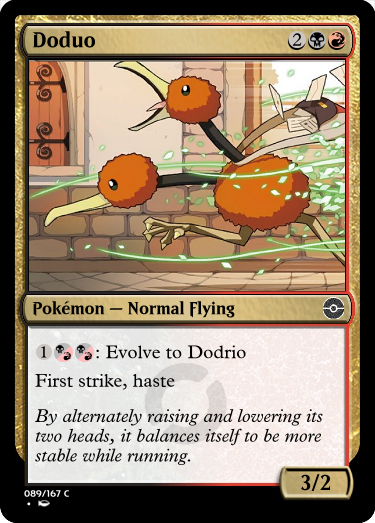 Doduo 2
Pokémon — Normal Flying
1 : Evolve to Dodrio
First strike, haste
By alternately raising and lowering its
two heads, it balances itself to be more
stable while running.
3/2
089/167 C